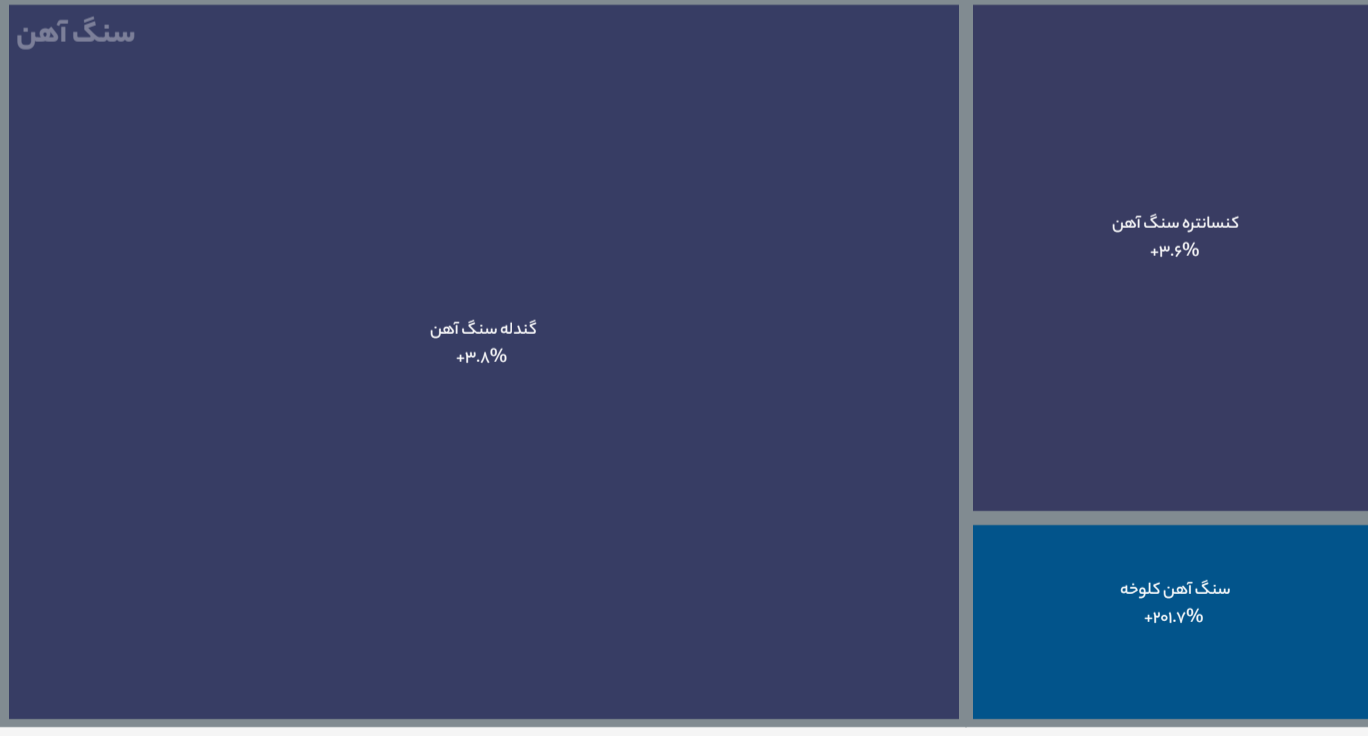 سنگ آهن
کنسانتره سنگ آهن
+۳.۶%
گندله سنگ آهن
+۳.۸%
سنگ آهن کلوخه
+۲۰۱.۷%